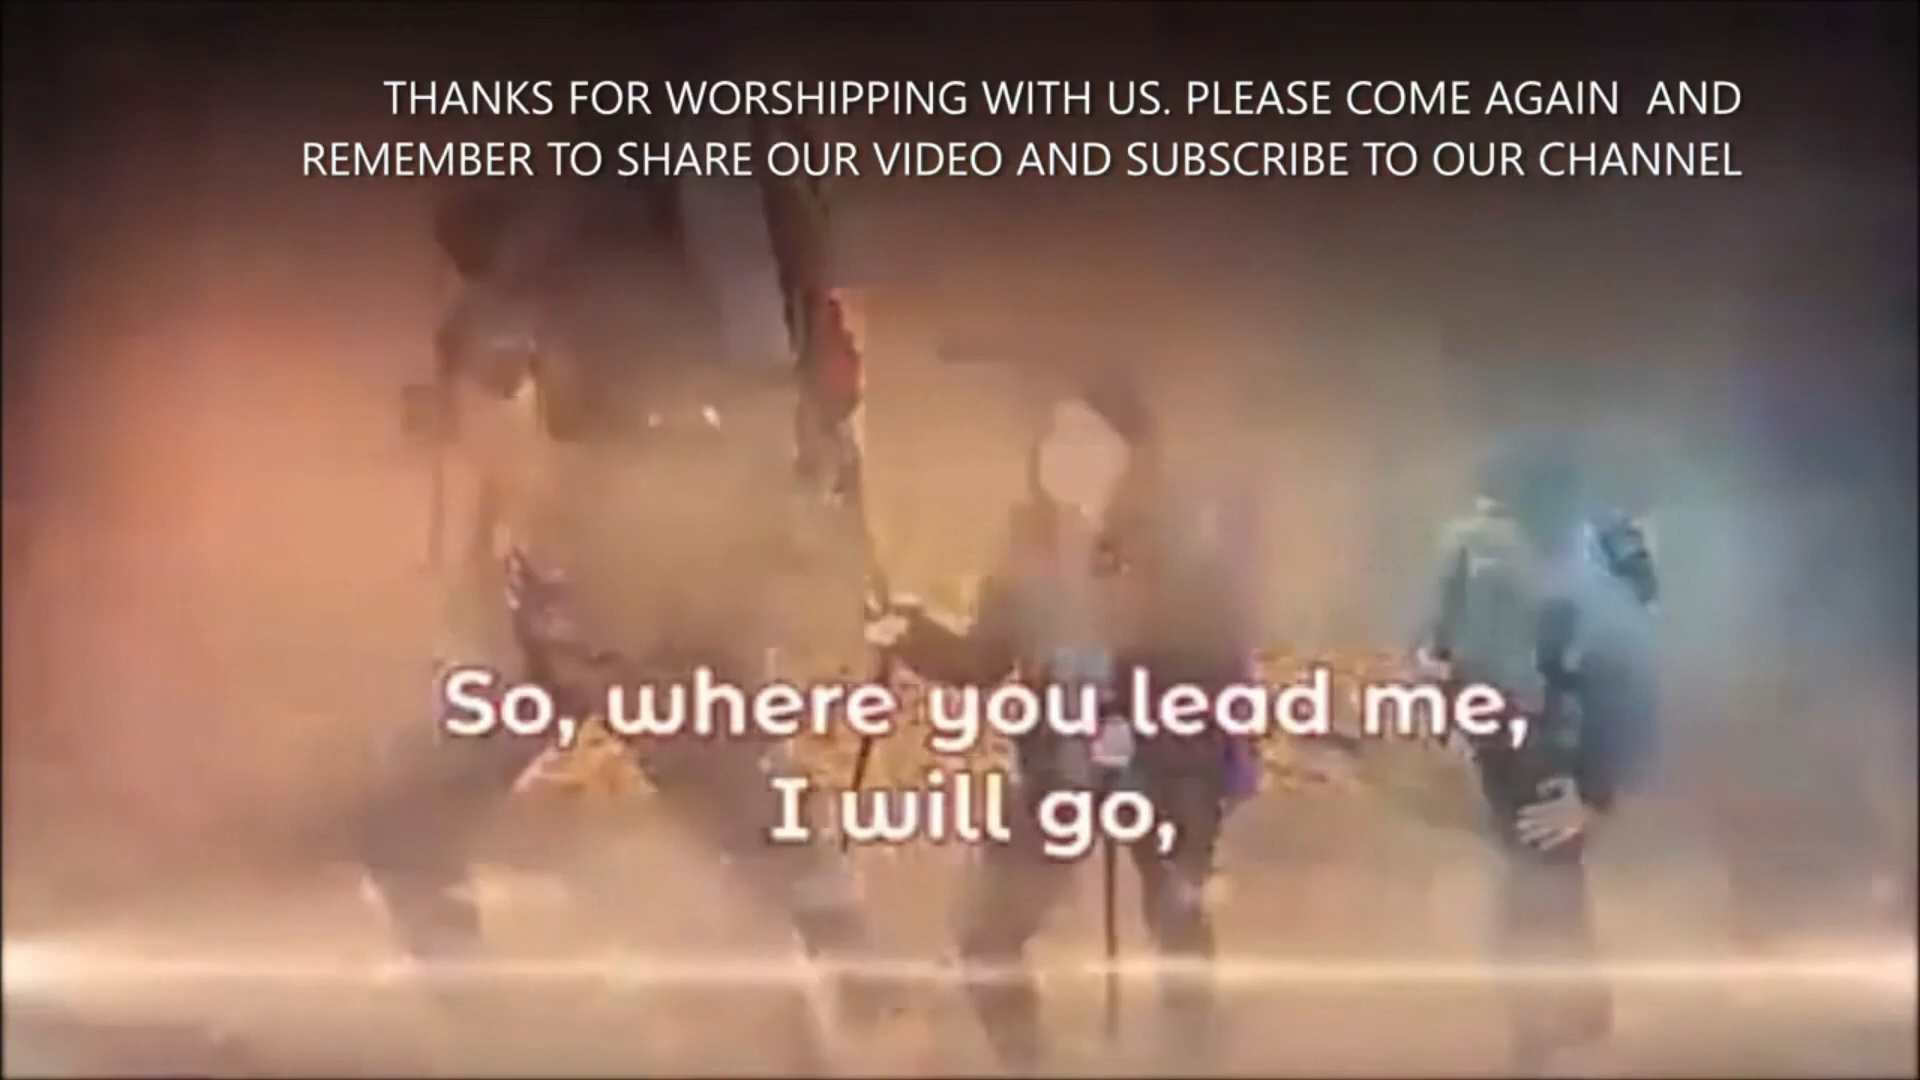 THANKS FOR WORSHIPPING WITH US. PLEASE COME AGAIN  AND
REMEMBER TO SHARE OUR VIDEO AND SUBSCRIBE TO OUR CHANNEL
So, where you lead me,
I will go,